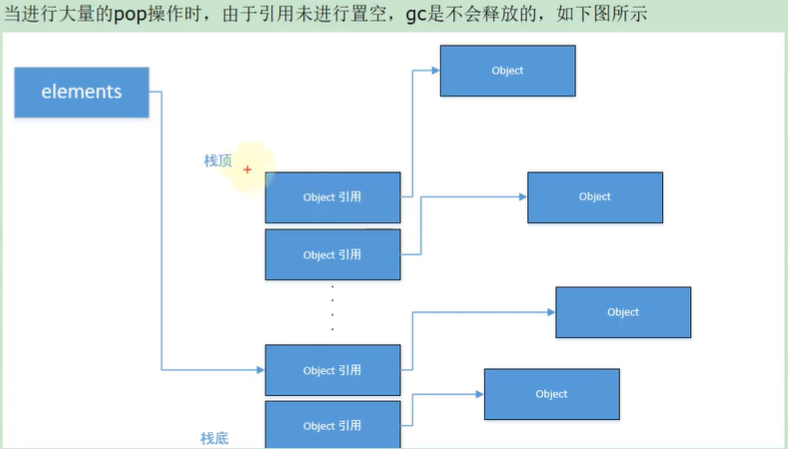 当进行大量的pop操作时，由于引用未进行置空，gc是不会释放的，如下图所示
Object
elements
栈顶
Object 引用
Object
Object 引用
Object
Object 引用
Object
Object 引用
栈底